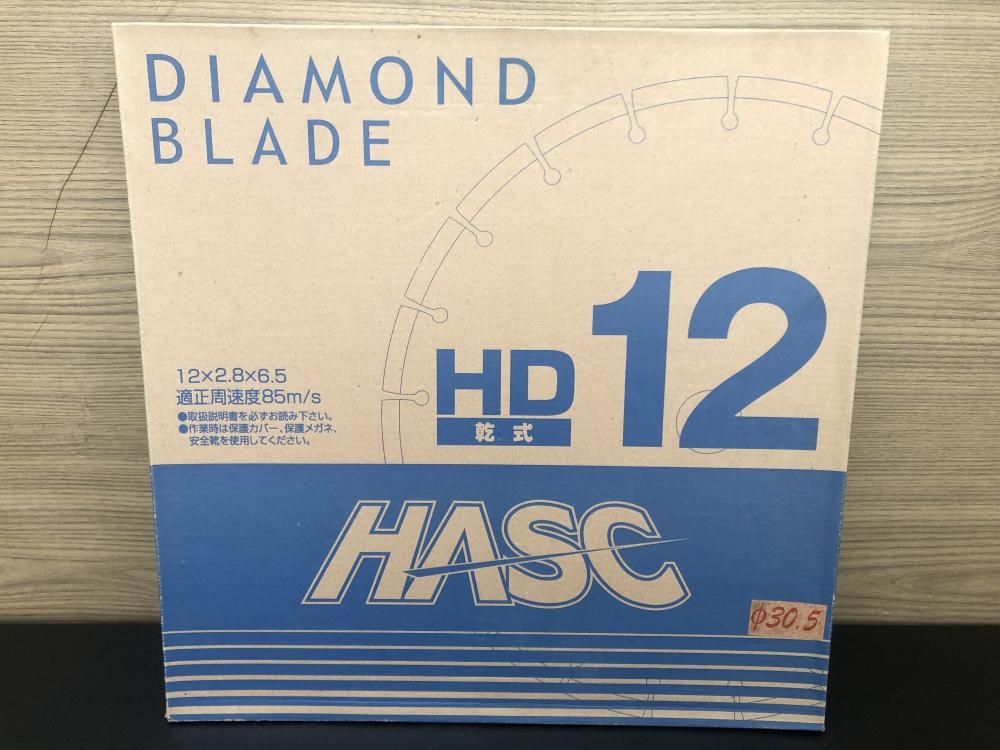 DIAMOND
BLADE
12
HD
乾式
12×2.8×6.5
適正周速度85m/s
●取扱説明書を必ずお読み下さい。
●作業時は保護カバー、保護メガネ、
安全靴を使用してください。
HASC
φ30.5